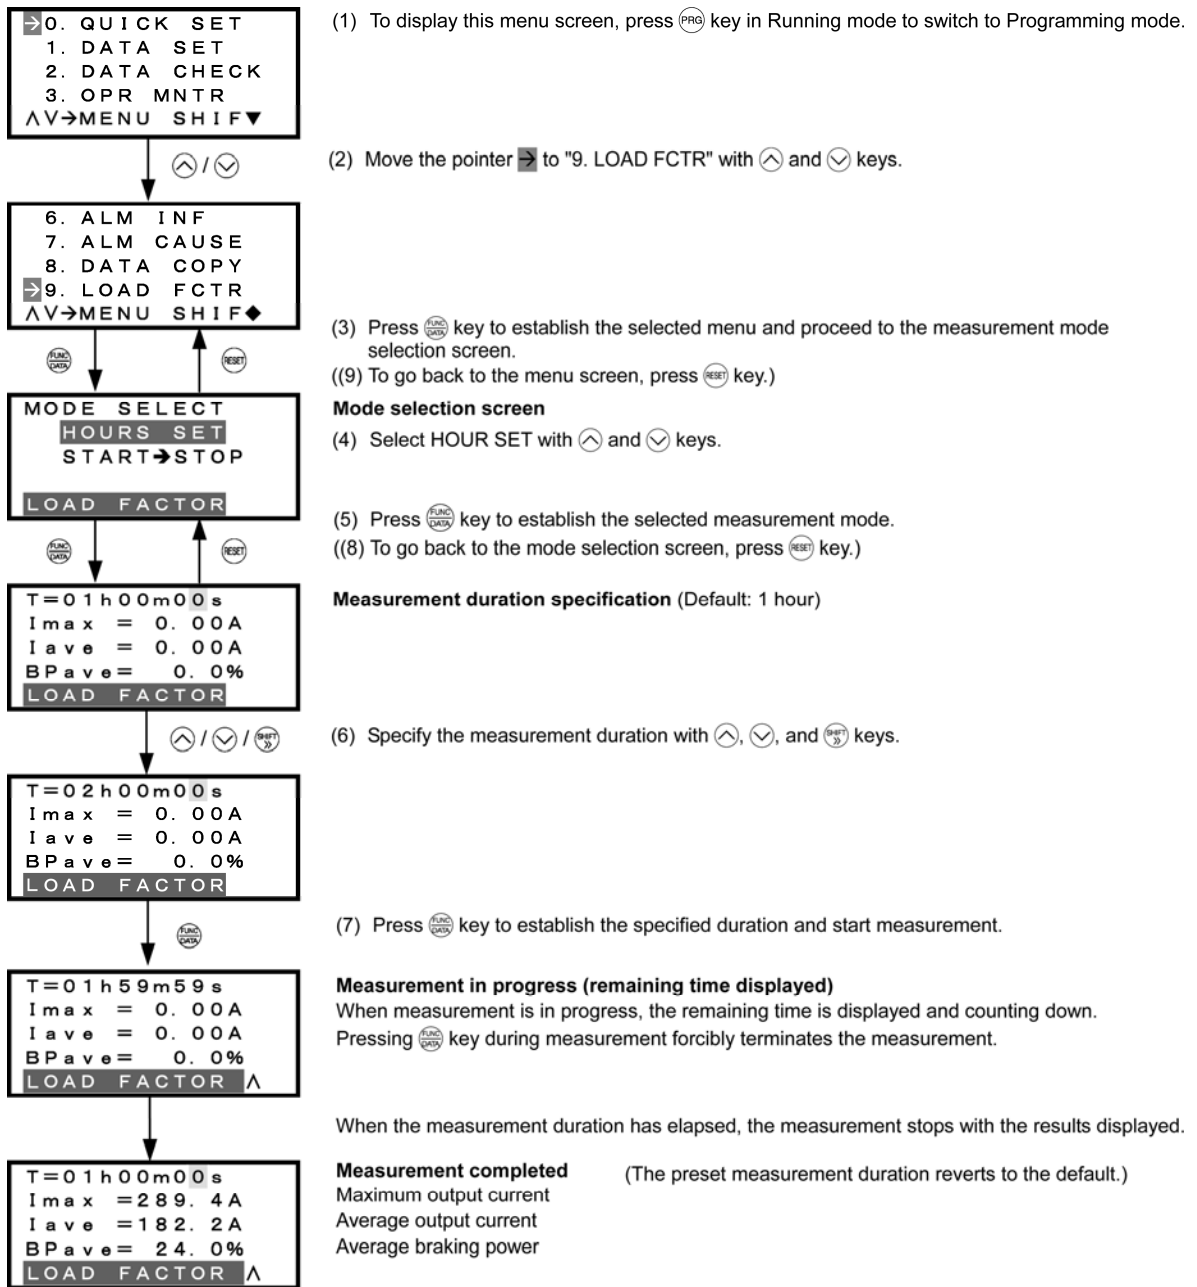 →0. QUICK SET
1. DATA SET
2. DATA CHECK
3. OPR MNTR
∧∨→MENU SHIF▼
(1) To display this menu screen, press PRG key in Running mode to switch to Programming mode.
∧ / ∨
(2) Move the pointer → to "9. LOAD FCTR" with ∧ and ∨ keys.
6. ALM INF
7. ALM CAUSE
8. DATA COPY
→9. LOAD FCTR
∧∨→MENU SHIF◆
FUNC DATA
RESET
(3) Press FUNC DATA key to establish the selected menu and proceed to the measurement mode
selection screen.
((9) To go back to the menu screen, press RESET key.)
MODE SELECT
HOURS SET
START→STOP
LOAD FACTOR
Mode selection screen
(4) Select HOUR SET with ∧ and ∨ keys.
FUNC DATA
RESET
(5) Press FUNC DATA key to establish the selected measurement mode.
((8) To go back to the mode selection screen, press RESET key.)
T=01h00m00s
Imax = 0.00A
Iave = 0.00A
BPave= 0.0%
LOAD FACTOR
Measurement duration specification (Default: 1 hour)
∧ / ∨ / SHIFT »
(6) Specify the measurement duration with ∧, ∨, and SHIFT » keys.
T=02h00m00s
Imax = 0.00A
Iave = 0.00A
BPave= 0.0%
LOAD FACTOR
FUNC DATA
(7) Press FUNC DATA key to establish the specified duration and start measurement.
T=01h59m59s
Imax = 0.00A
Iave = 0.00A
BPave= 0.0%
LOAD FACTOR ∧
Measurement in progress (remaining time displayed)
When measurement is in progress, the remaining time is displayed and counting down.
Pressing FUNC DATA key during measurement forcibly terminates the measurement.
When the measurement duration has elapsed, the measurement stops with the results displayed.
T=01h00m00s
Imax =289.4A
Iave =182.2A
BPave= 24.0%
LOAD FACTOR ∧
Measurement completed (The preset measurement duration reverts to the default.)
Maximum output current
Average output current
Average braking power